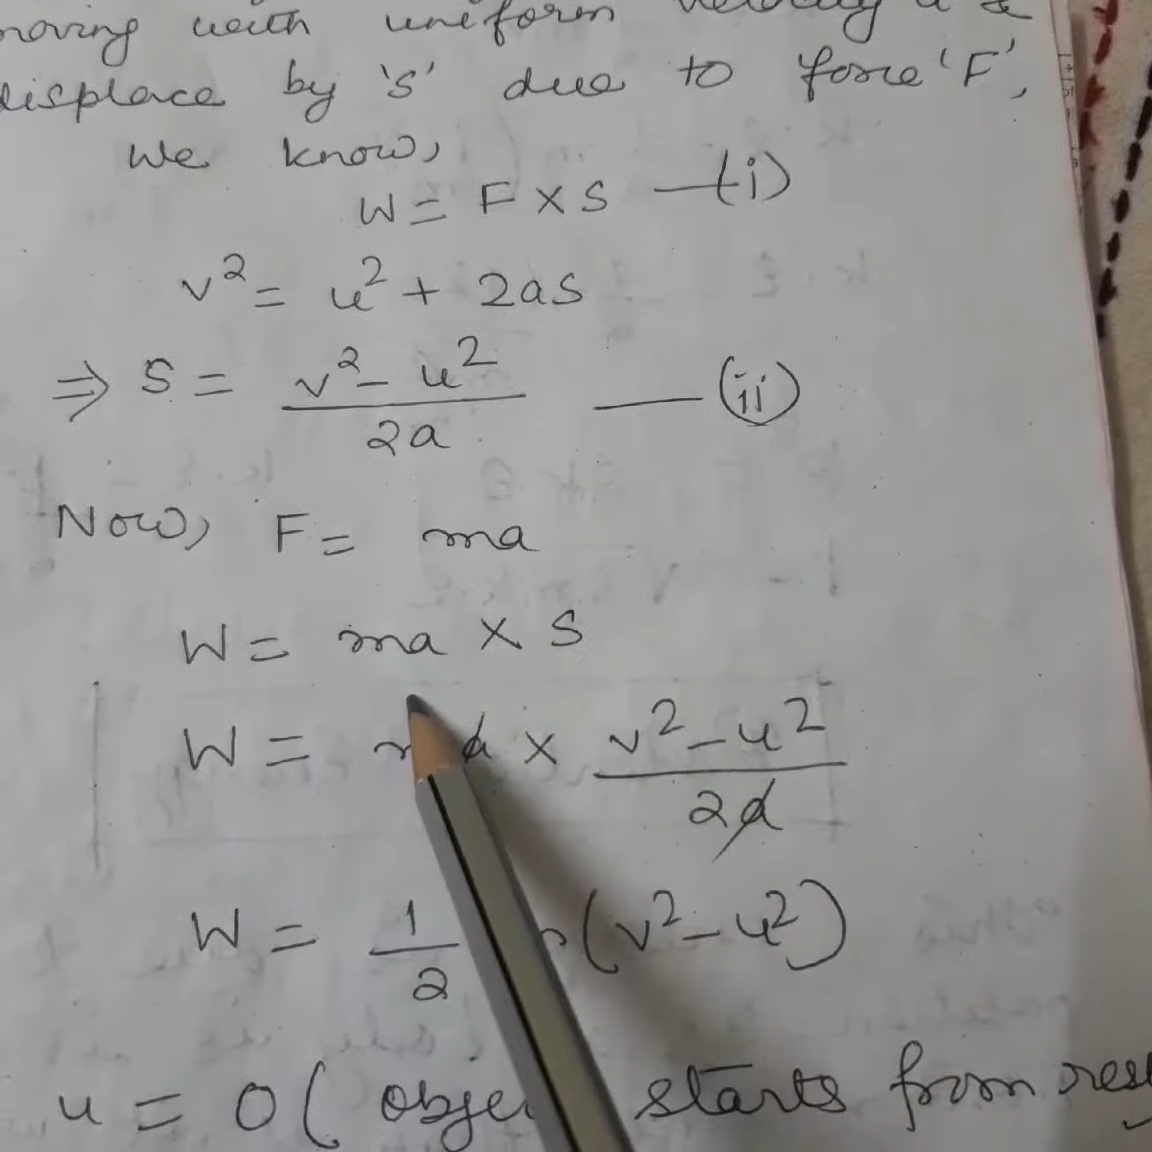 moving with uniform velocity u &
displace by 's' due to force 'F',
We know,
W = F × S —(i)
v² = u² + 2as
⇒ S = v² - u² / 2a —(ii)
Now, F = ma
W = ma × S
W = a × v² - u² / 2a
W = 1/2 (v² - u²)
u = 0 ( starts from